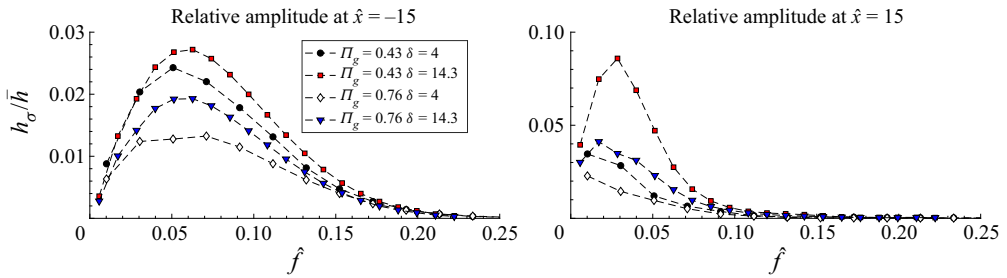 Relative amplitude at x̂ = –15
Relative amplitude at x̂ = 15
0.03
0.02
0.01
h_σ/h̅
Π_g = 0.43 δ = 4
Π_g = 0.43 δ = 14.3
Π_g = 0.76 δ = 4
Π_g = 0.76 δ = 14.3
0 0.05 0.10 0.15 0.20 0.25
f̂
0.10
0.05
0 0.05 0.10 0.15 0.20 0.25
f̂